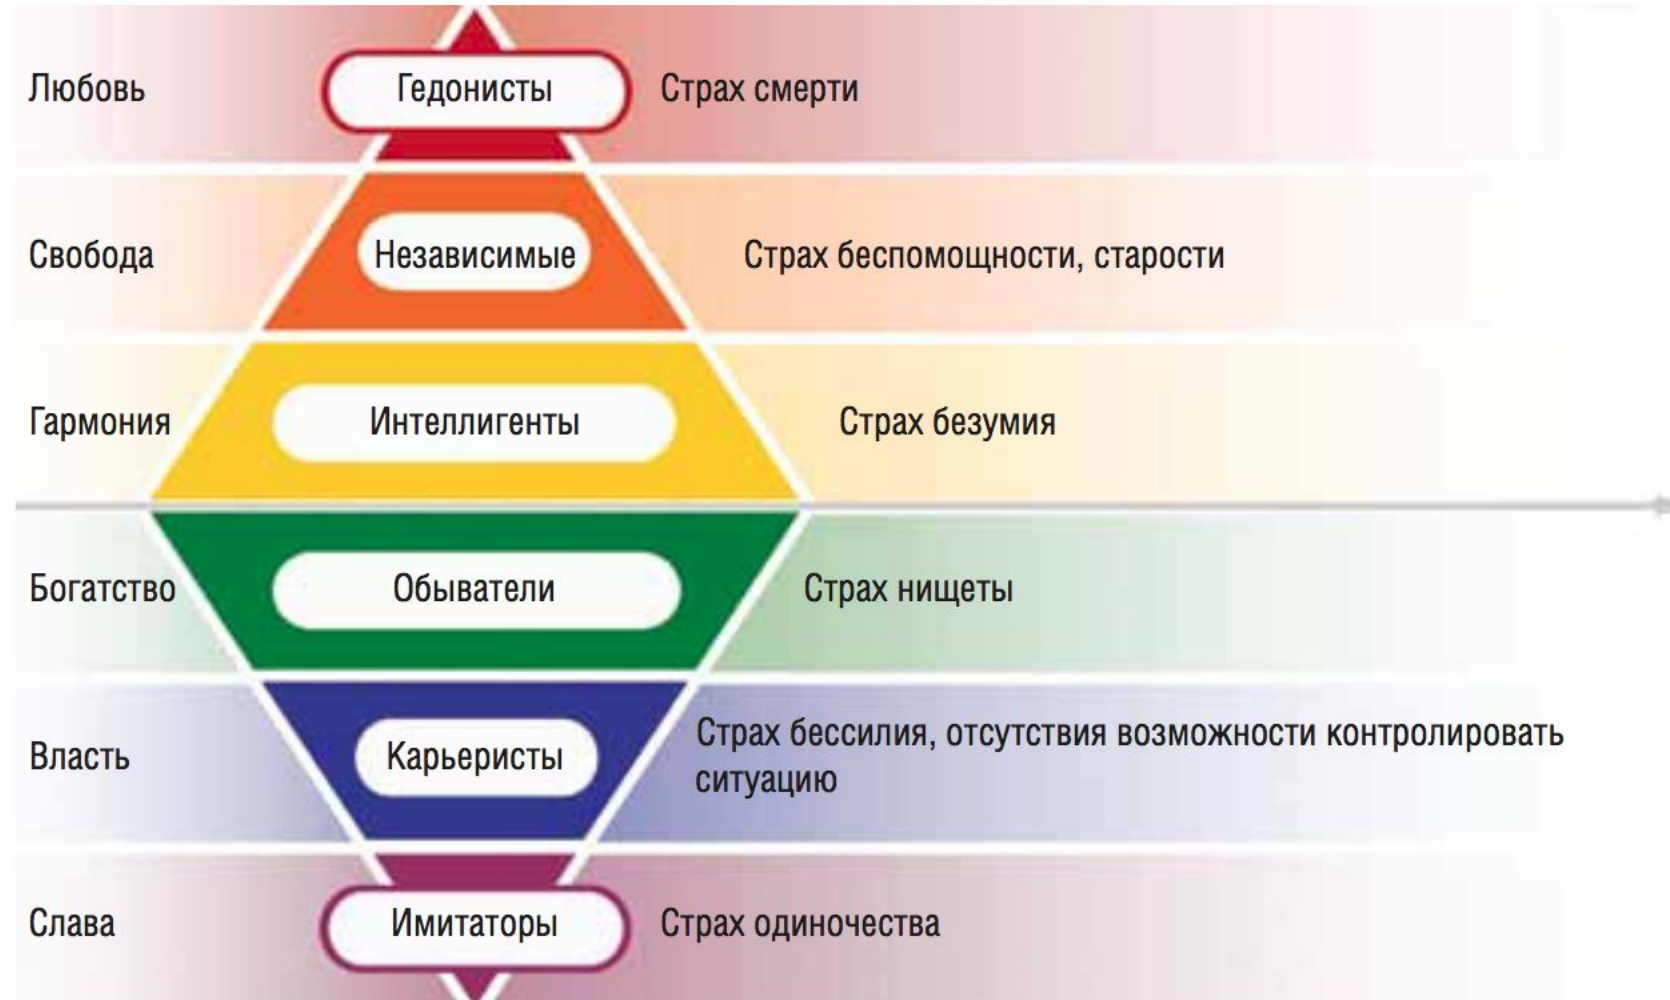 Любовь
Гедонисты
Страх смерти
Свобода
Независимые
Страх беспомощности, старости
Гармония
Интеллигенты
Страх безумия
Богатство
Обыватели
Страх нищеты
Власть
Карьеристы
Страх бессилия, отсутствия возможности контролировать
ситуацию
Слава
Имитаторы
Страх одиночества